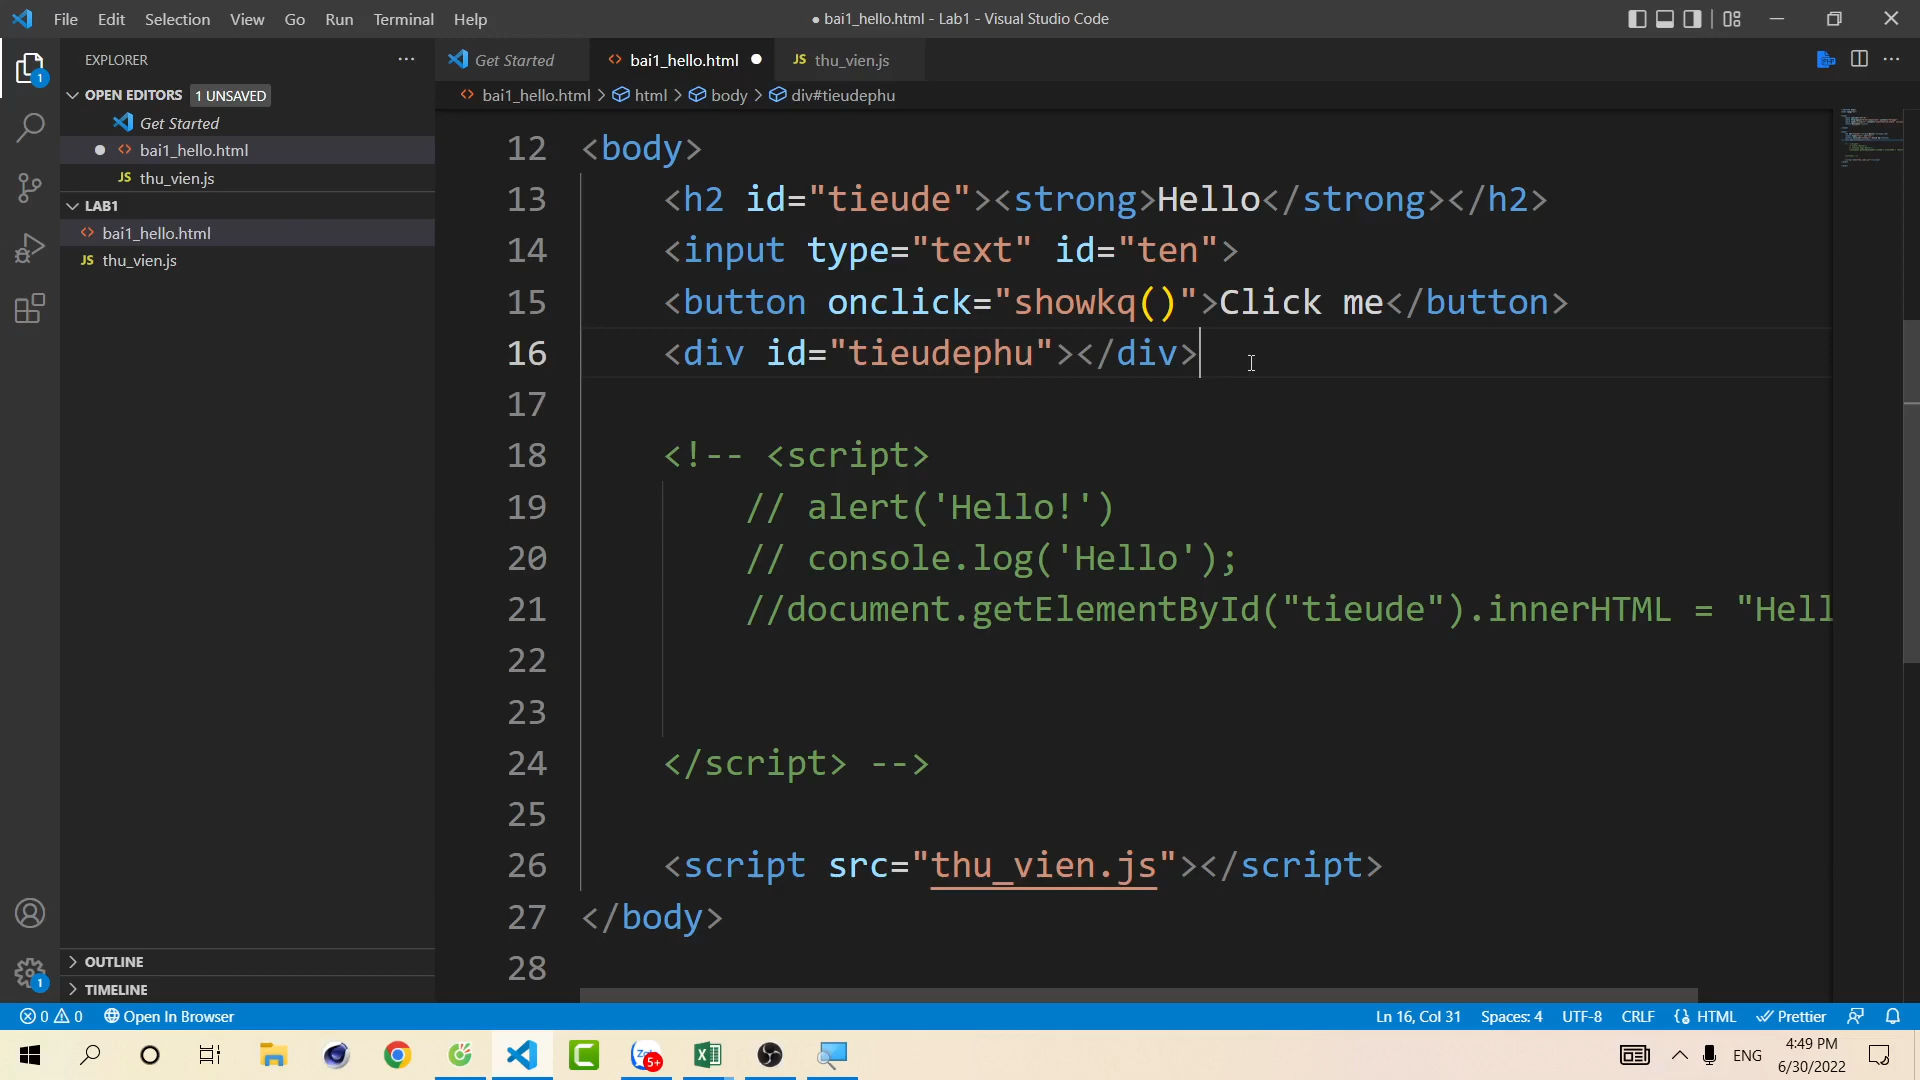 File Edit Selection View Go Run Terminal Help
● bai1_hello.html - Lab1 - Visual Studio Code
EXPLORER
Get Started
bai1_hello.html
JS thu_vien.js
OPEN EDITORS 1 UNSAVED
bai1_hello.html > html > body > div#tieudephu
Get Started
bai1_hello.html
JS thu_vien.js
LAB1
bai1_hello.html
JS thu_vien.js
12 <body>
13 <h2 id="tieude"><strong>Hello</strong></h2>
14 <input type="text" id="ten">
15 <button onclick="showkq()">Click me</button>
16 <div id="tieudephu"></div>
17
18 <!-- <script>
19 // alert('Hello!')
20 // console.log('Hello');
21 //document.getElementById("tieude").innerHTML = "Hell
22
23
24 </script> -->
25
26 <script src="thu_vien.js"></script>
27 </body>
28
OUTLINE
TIMELINE
1
1
0 0 Open In Browser
Ln 16, Col 31 Spaces: 4 UTF-8 CRLF HTML Prettier
5+
ENG
4:49 PM
6/30/2022